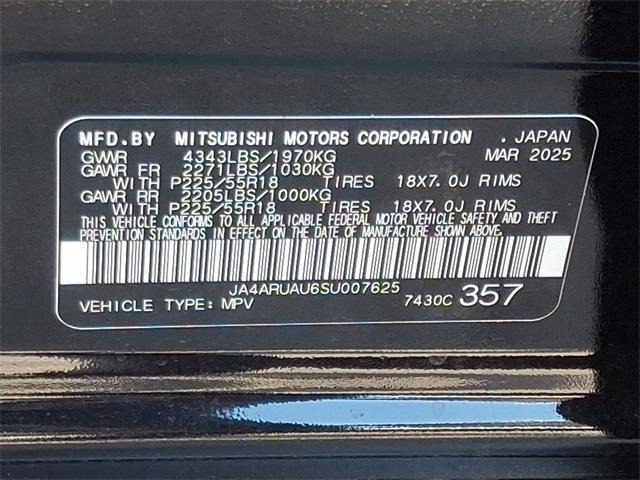 MFD.BY MITSUBISHI MOTORS CORPORATION . JAPAN
GVWR 4343LBS/1970KG MAR 2025
GAWR FR 2271LBS/1030KG
WITH P225/55R18 TIRES 18X7.0J RIMS
GAWR RR 2205LBS/1000KG
WITH P225/55R18 TIRES 18X7.0J RIMS
THIS VEHICLE CONFORMS TO ALL APPLICABLE FEDERAL MOTOR VEHICLE SAFETY AND THEFT
PREVENTION STANDARDS IN EFFECT ON THE DATE OF MANUFACTURE SHOWN ABOVE.
JA4ARUAU6SU007625
VEHICLE TYPE: MPV 7430C 357